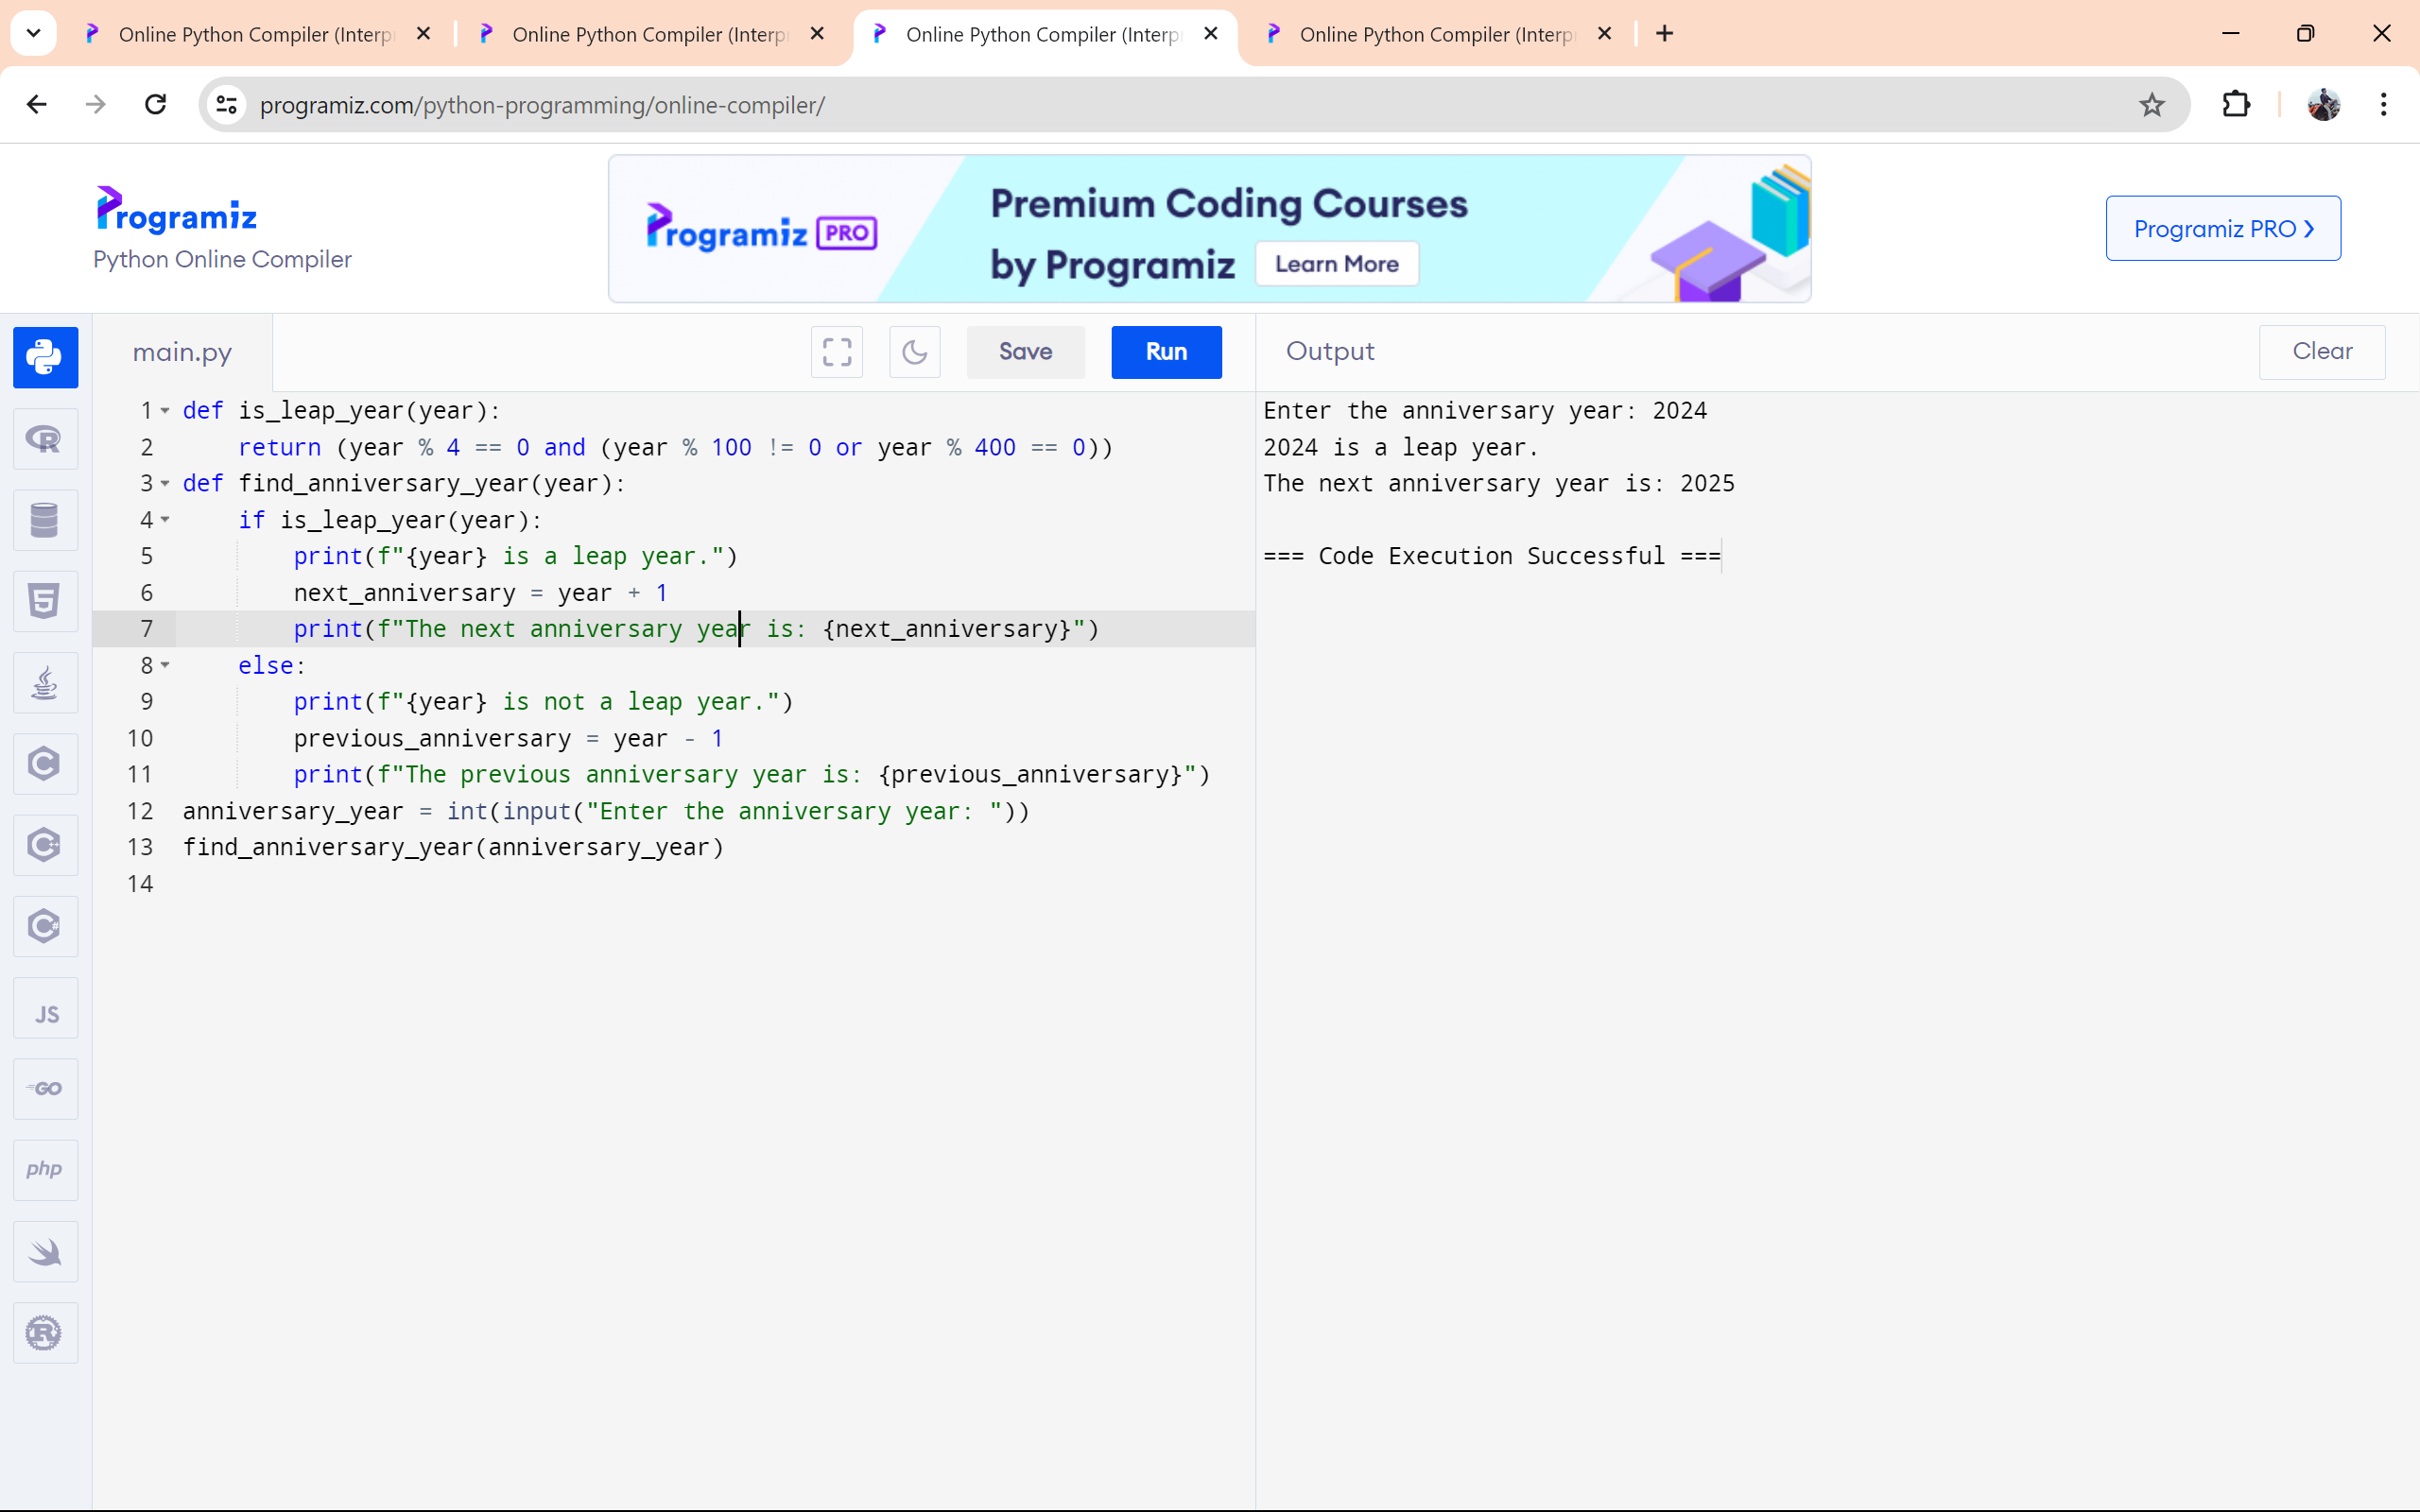 Online Python Compiler (Interp
Online Python Compiler (Interp
Online Python Compiler (Interp
Online Python Compiler (Interp
programiz.com/python-programming/online-compiler/
Programiz
Python Online Compiler
Programiz PRO
Premium Coding Courses
by Programiz
Learn More
Programiz PRO
main.py
Save
Run
Output
Clear
1 def is_leap_year(year):
2     return (year % 4 == 0 and (year % 100 != 0 or year % 400 == 0))
3 def find_anniversary_year(year):
4     if is_leap_year(year):
5         print(f"{year} is a leap year.")
6         next_anniversary = year + 1
7         print(f"The next anniversary year is: {next_anniversary}")
8     else:
9         print(f"{year} is not a leap year.")
10         previous_anniversary = year - 1
11         print(f"The previous anniversary year is: {previous_anniversary}")
12 anniversary_year = int(input("Enter the anniversary year: "))
13 find_anniversary_year(anniversary_year)
14
Enter the anniversary year: 2024
2024 is a leap year.
The next anniversary year is: 2025
=== Code Execution Successful ===
R
5
C
C++
C#
JS
GO
php
R